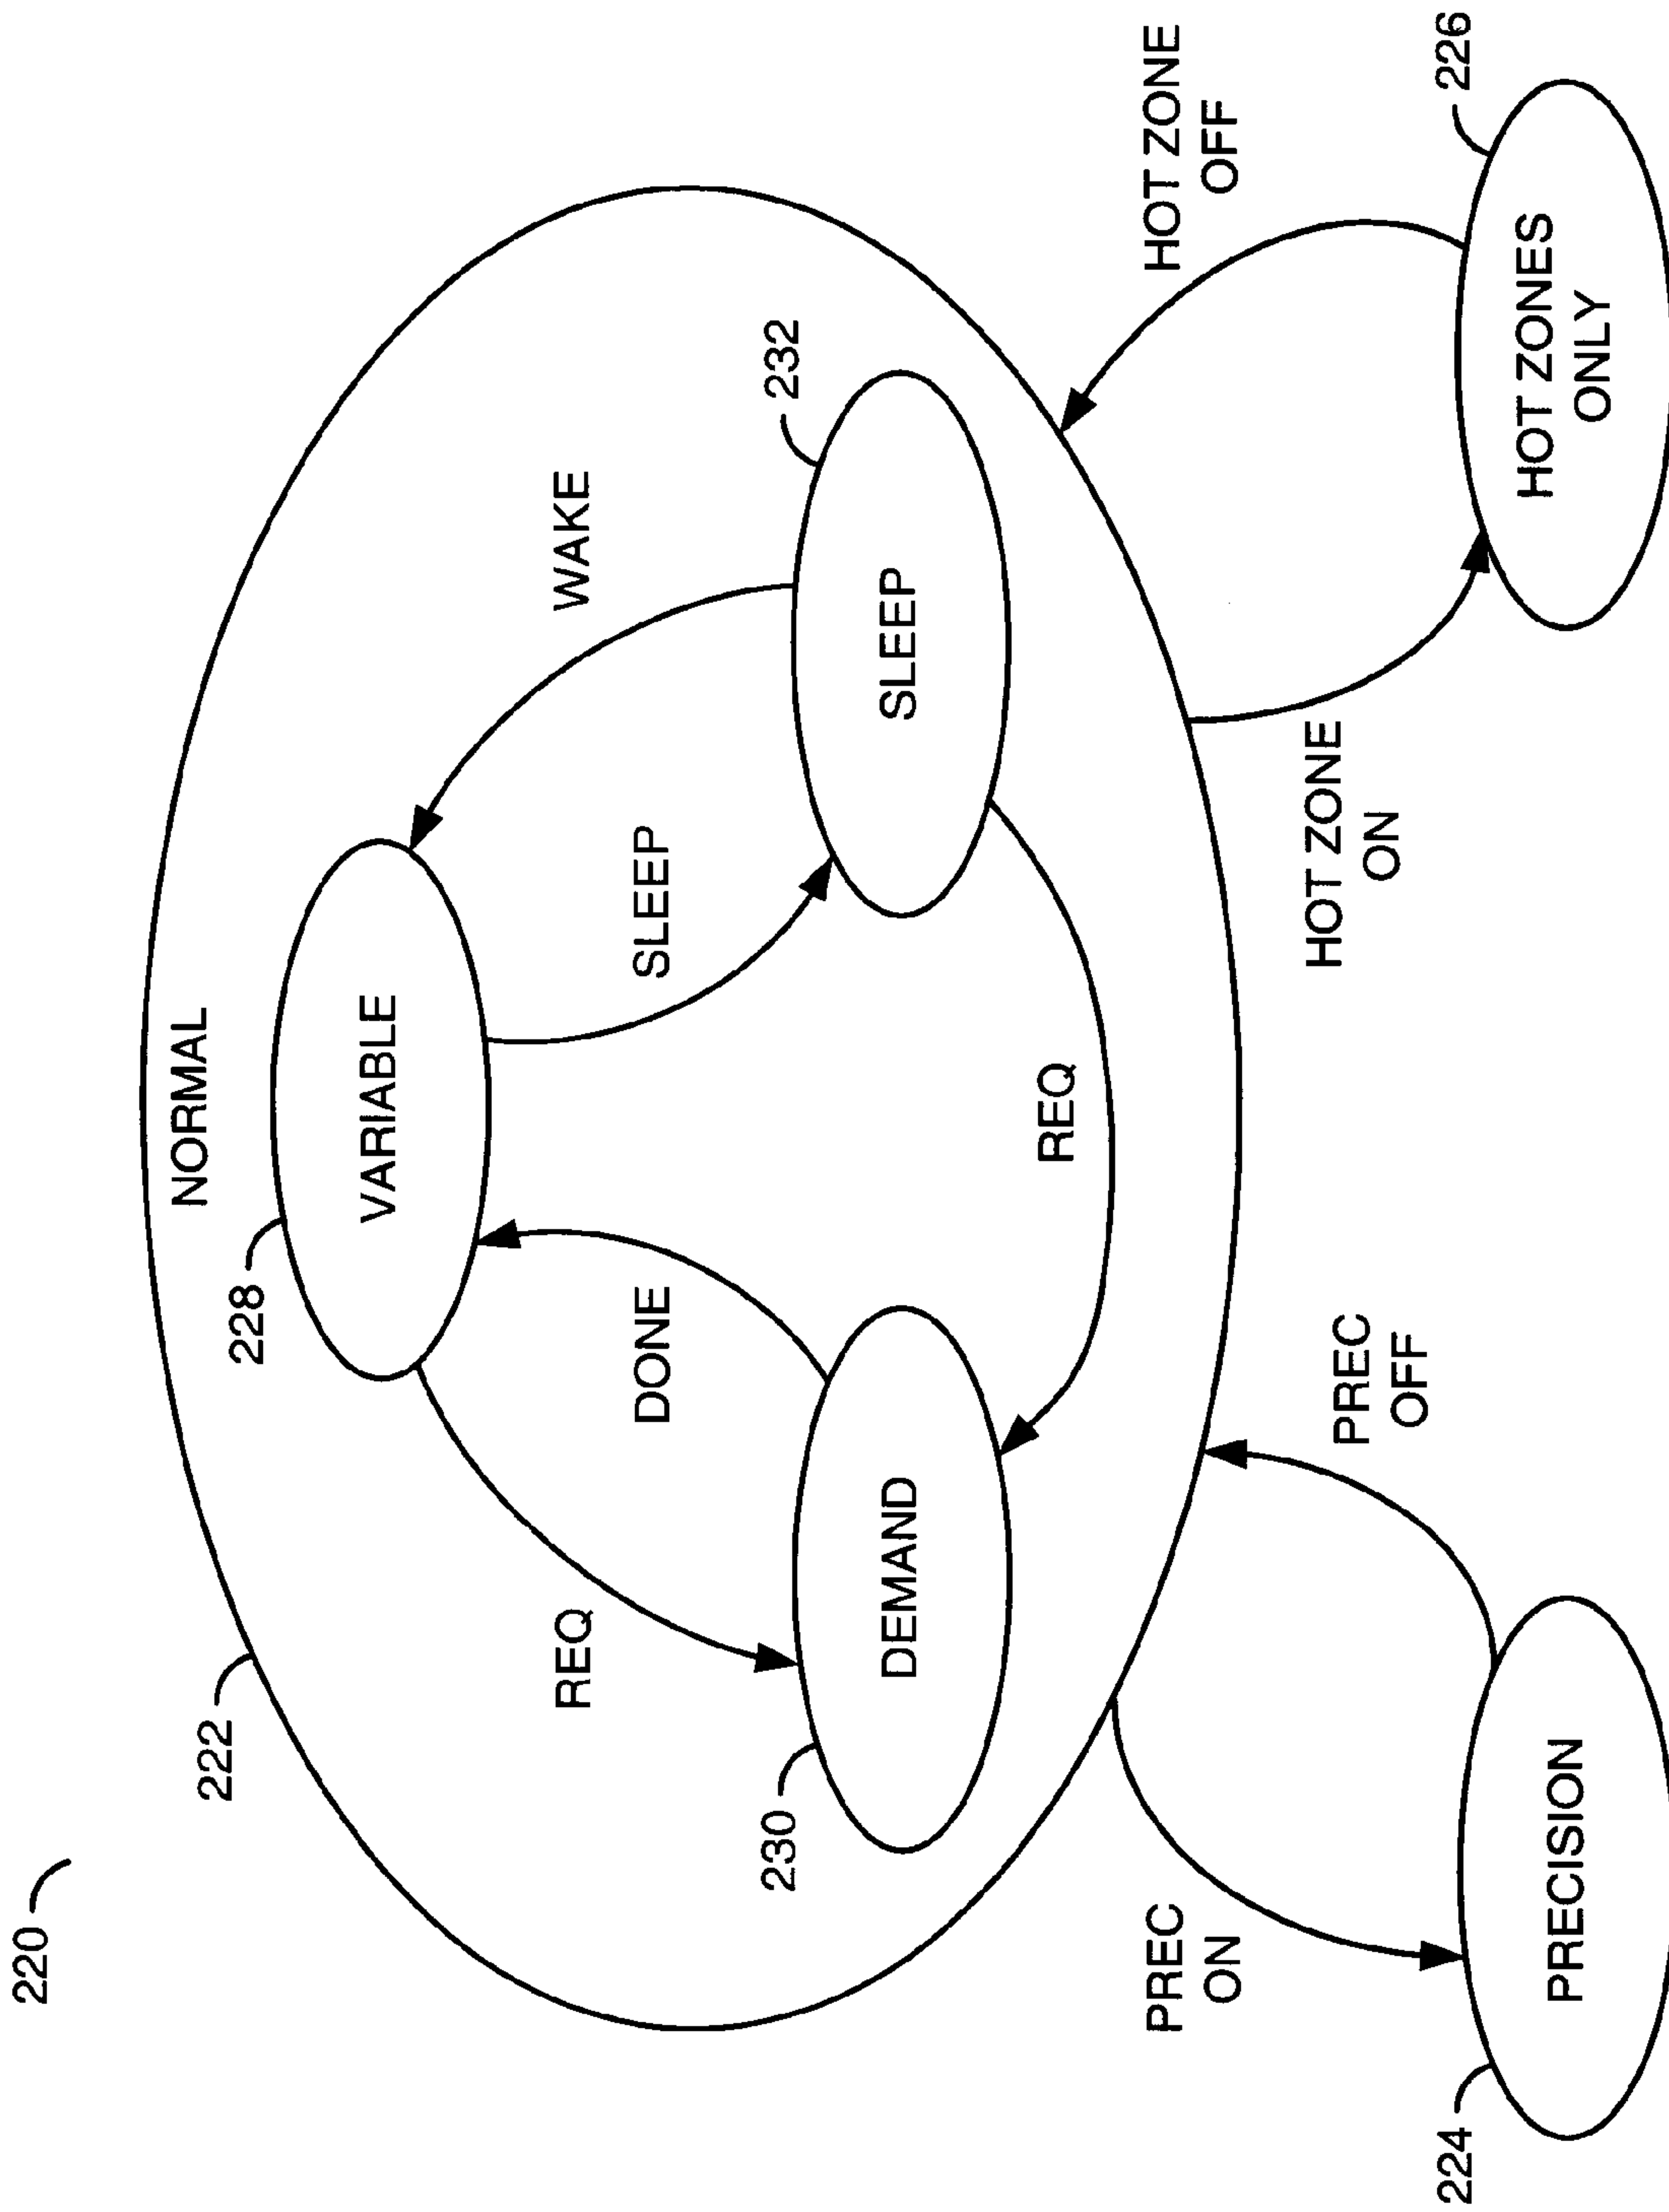 220
222
NORMAL
228
VARIABLE
REQ
DONE
SLEEP
WAKE
230
DEMAND
232
SLEEP
REQ
PREC
ON
PREC
OFF
HOT ZONE
ON
HOT ZONE
OFF
224
PRECISION
226
HOT ZONES
ONLY